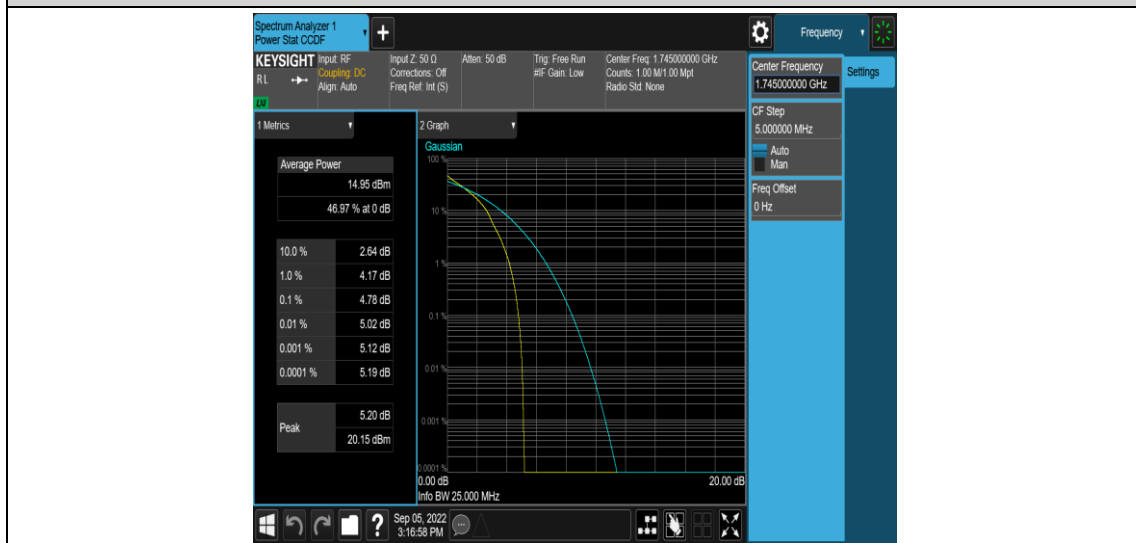 Spectrum Analyzer 1
Power Stat CCDF
Frequency
KEYSIGHT
RL
LXI
Input: RF
Coupling: DC
Align: Auto
Input Z: 50 Ω
Corrections: Off
Freq Ref: Int (S)
Atten: 50 dB
Trig: Free Run
#IF Gain: Low
Center Freq: 1.745000000 GHz
Counts: 1.00 M/1.00 Mpt
Radio Std: None
Center Frequency
1.745000000 GHz
Settings
CF Step
5.000000 MHz
Auto
Man
Freq Offset
0 Hz
1 Metrics
Average Power
14.95 dBm
46.97 % at 0 dB
10.0 % 2.64 dB
1.0 % 4.17 dB
0.1 % 4.78 dB
0.01 % 5.02 dB
0.001 % 5.12 dB
0.0001 % 5.19 dB
Peak
5.20 dB
20.15 dBm
2 Graph
Gaussian
100 %
10 %
1 %
0.1 %
0.01 %
0.001 %
0.0001 %
0.00 dB 20.00 dB
Info BW 25.000 MHz
?
Sep 05, 2022
3:16:58 PM